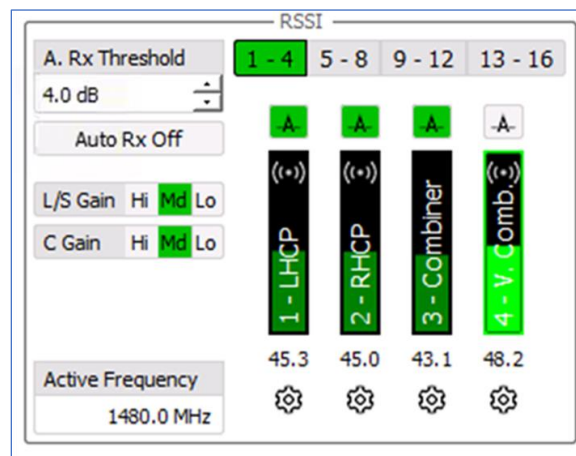 RSSI
A. Rx Threshold
4.0 dB
Auto Rx Off
L/S Gain Hi Md Lo
C Gain Hi Md Lo
Active Frequency
1480.0 MHz
1 - 4 5 - 8 9 - 12 13 - 16
A A A A
1 - LHCP
2 - RHCP
3 - Combiner
4 - V. Comb.
45.3 45.0 43.1 48.2